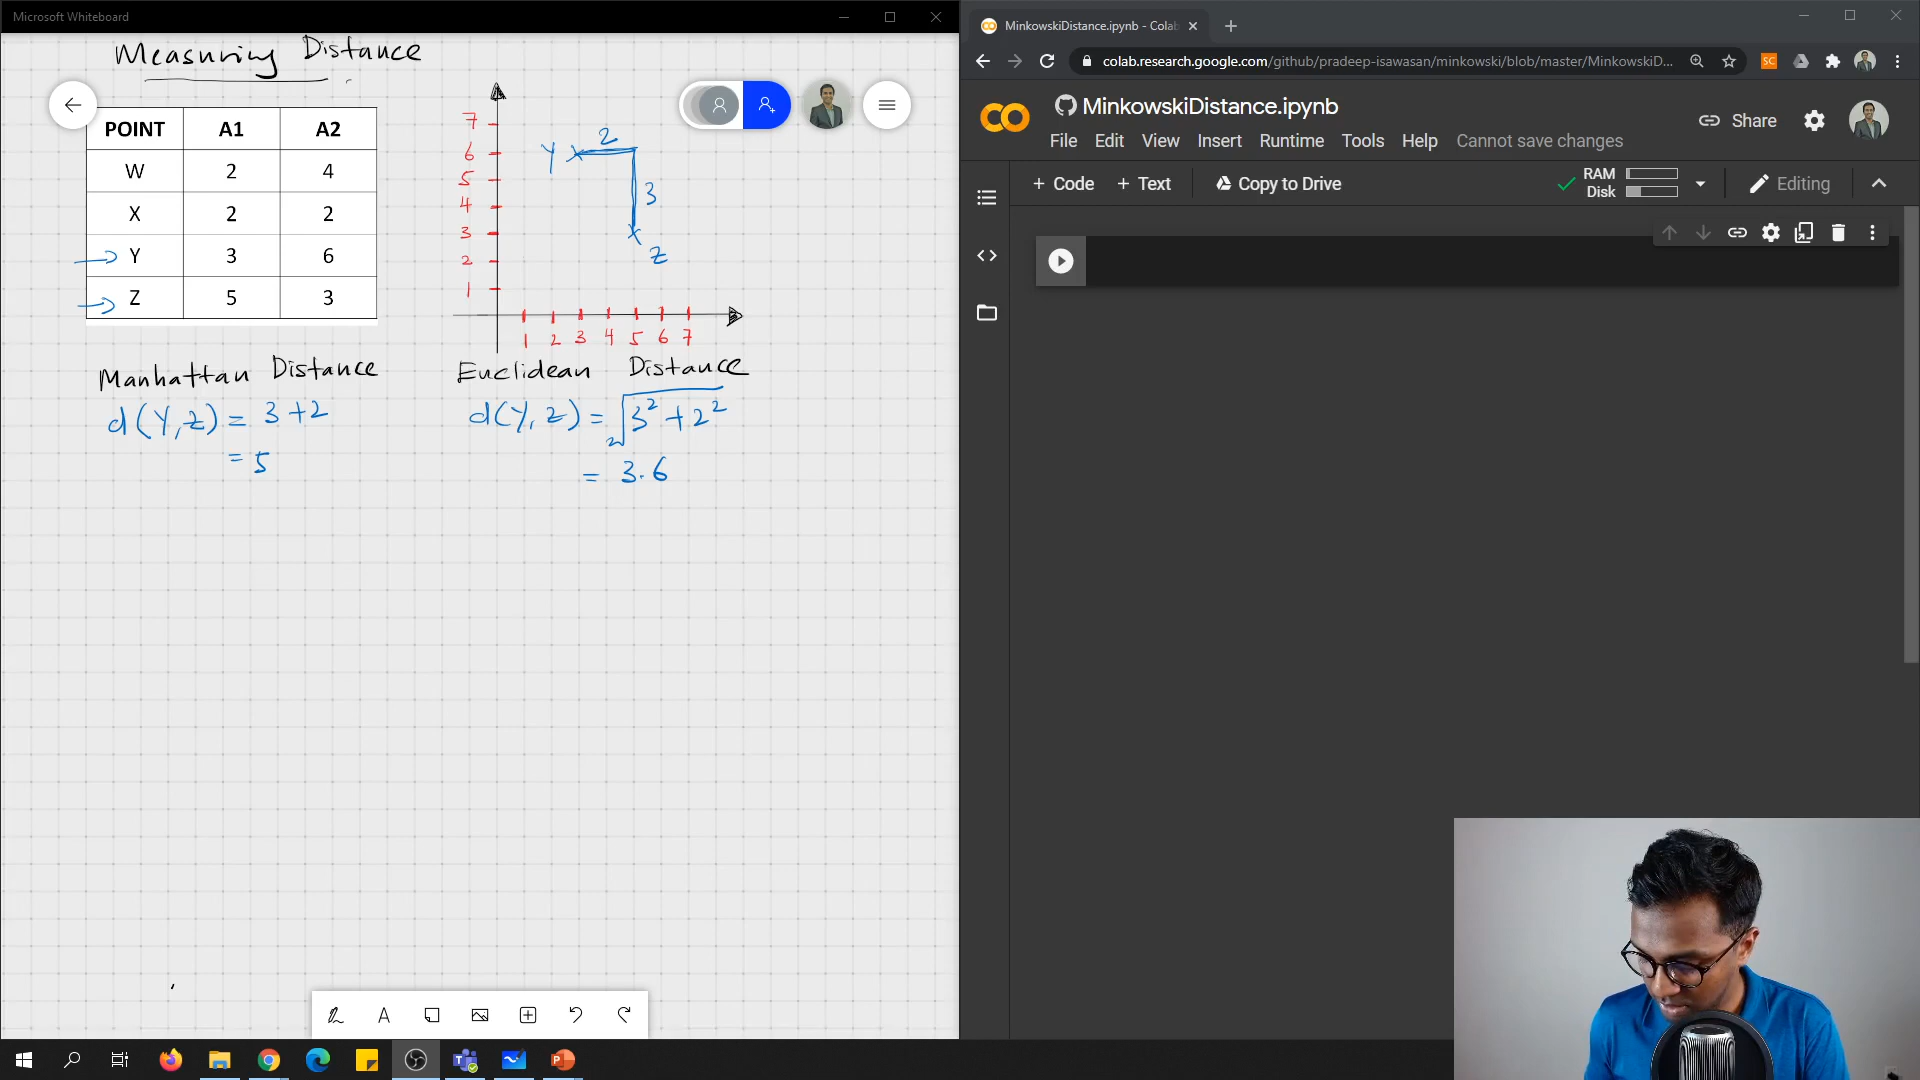 Microsoft Whiteboard
Measuring Distance
POINT A1 A2
W 2 4
X 2 2
Y 3 6
Z 5 3
7
6
5
4
3
2
1
1 2 3 4 5 6 7
Y 2
3
Z
Manhattan Distance
d(Y,Z) = 3+2
= 5
Euclidean Distance
d(Y,Z) = 2√3² + 2²
= 3.6
MinkowskiDistance.ipynb - Colab
colab.research.google.com/github/pradeep-isawasan/minkowski/blob/master/MinkowskiD...
SC
MinkowskiDistance.ipynb
Share
File Edit View Insert Runtime Tools Help Cannot save changes
+ Code + Text Copy to Drive
RAM
Disk
Editing